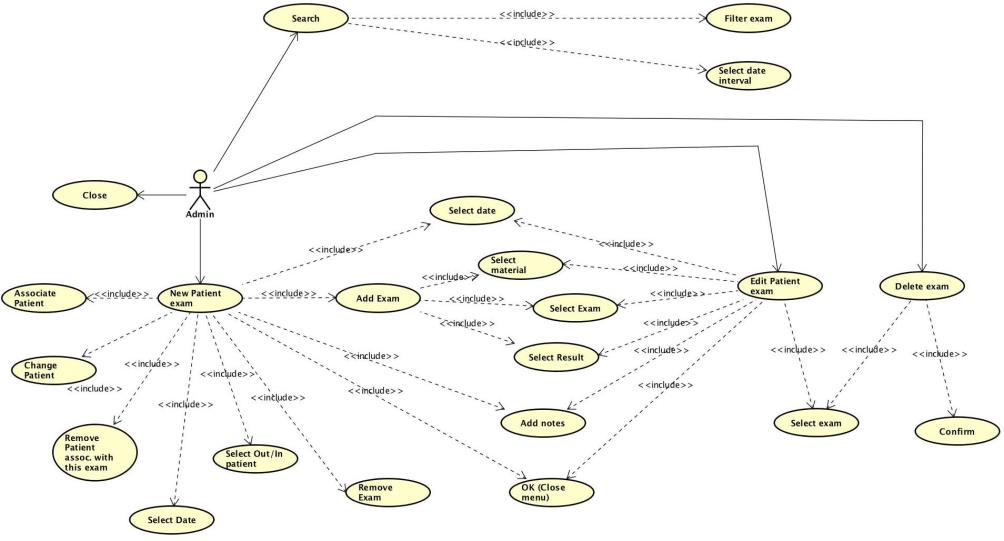 Search
<<include>>
Filter exam
<<include>>
Select date
interval
Close
Admin
Select date
<<include>>
<<include>>
Select
material
<<include>>
<<include>>
Associate
Patient
<<include>>
New Patient
exam
<<include>>
Add Exam
<<include>>
Select Exam
<<include>>
Edit Patient
exam
Delete exam
<<include>>
<<include>>
Select Result
<<include>>
<<include>>
<<include>>
<<include>>
<<include>>
Change
Patient
<<include>>
<<include>>
<<include>>
<<include>>
<<include>>
<<include>>
<<include>>
Add notes
Select exam
Confirm
Remove
Patient
assoc. with
this exam
Select Out/In
patient
Remove
Exam
OK (Close
menu)
Select Date